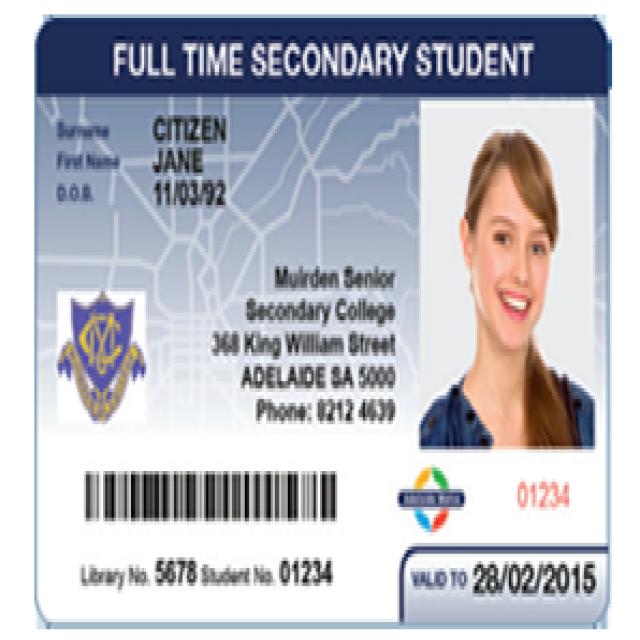 FULL TIME SECONDARY STUDENT
Surname CITIZEN
First Name JANE
D.O.B. 11/03/92
Muirden Senior
Secondary College
368 King William Street
ADELAIDE SA 5000
Phone: 8212 4639
01234
Library No. 5678 Student No. 01234
VALID TO 28/02/2015